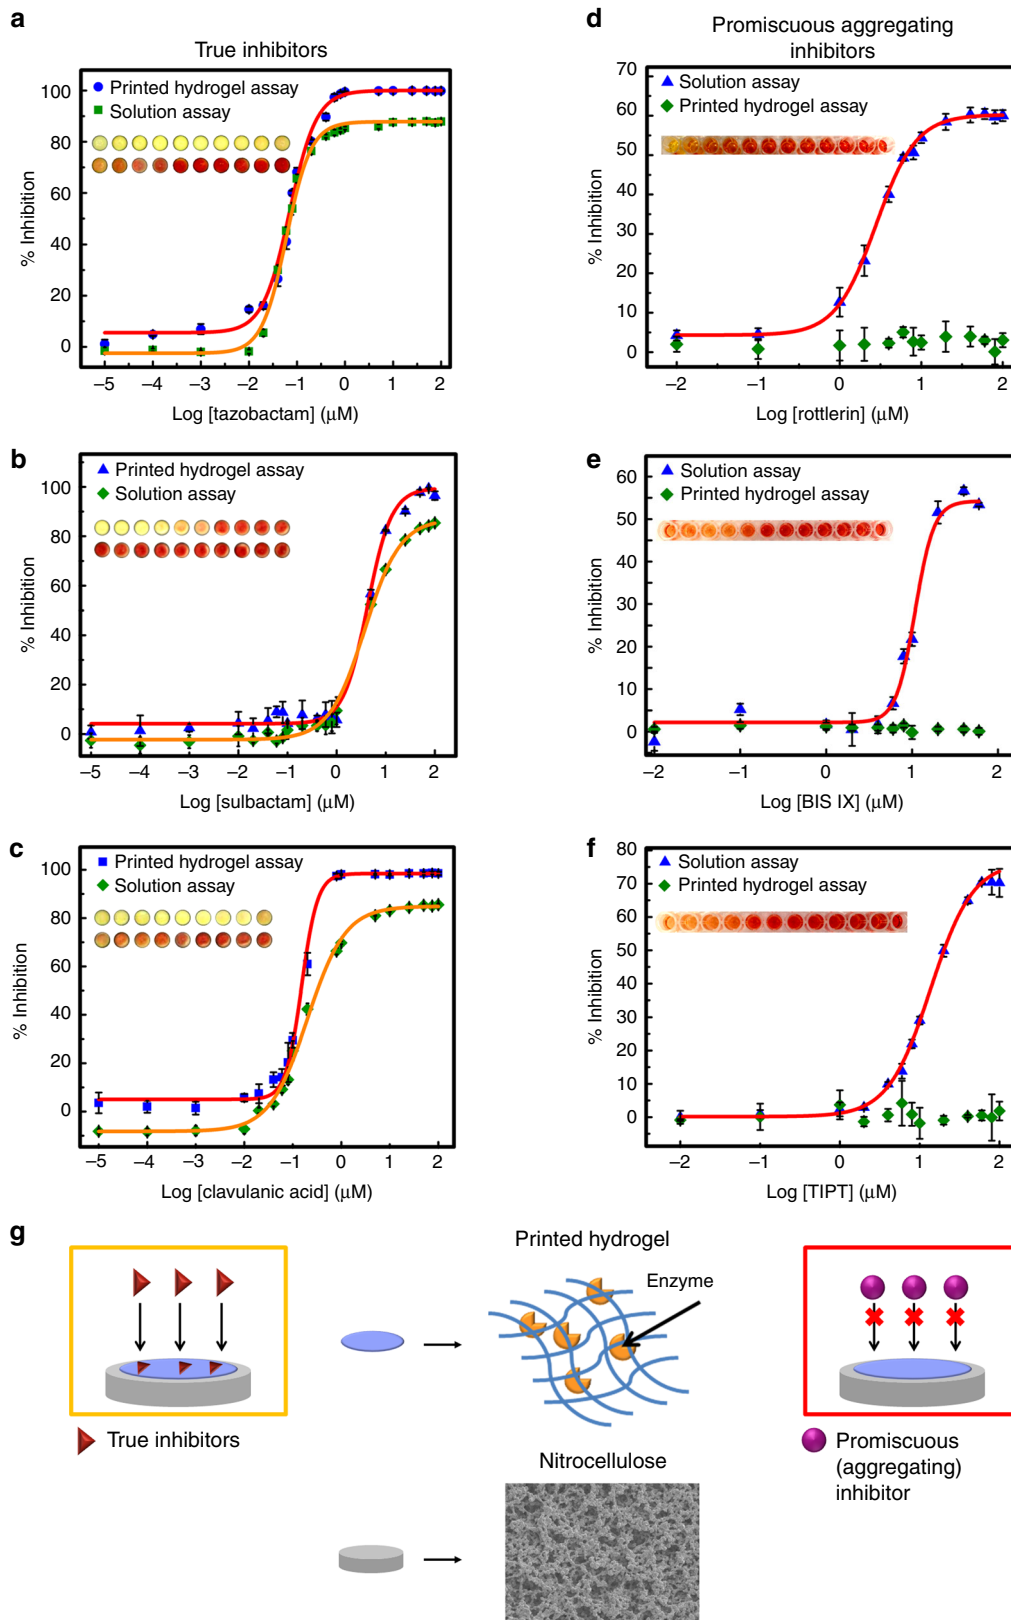 a
True inhibitors
Printed hydrogel assay
Solution assay
100
80
60
40
20
0
% Inhibition
–5 –4 –3 –2 –1 0 1 2
Log [tazobactam] (μM)
b
Printed hydrogel assay
Solution assay
100
80
60
40
20
0
% Inhibition
–5 –4 –3 –2 –1 0 1 2
Log [sulbactam] (μM)
c
Printed hydrogel assay
Solution assay
100
80
60
40
20
0
% Inhibition
–5 –4 –3 –2 –1 0 1 2
Log [clavulanic acid] (μM)
d
Promiscuous aggregating
inhibitors
Solution assay
Printed hydrogel assay
70
60
50
40
30
20
10
0
% Inhibition
–2 –1 0 1 2
Log [rottlerin] (μM)
e
Solution assay
Printed hydrogel assay
60
50
40
30
20
10
0
% Inhibition
–2 –1 0 1 2
Log [BIS IX] (μM)
f
Solution assay
Printed hydrogel assay
80
70
60
50
40
30
20
10
0
% Inhibition
–2 –1 0 1 2
Log [TIPT] (μM)
g
True inhibitors
Printed hydrogel
Enzyme
Nitrocellulose
Promiscuous
(aggregating)
inhibitor